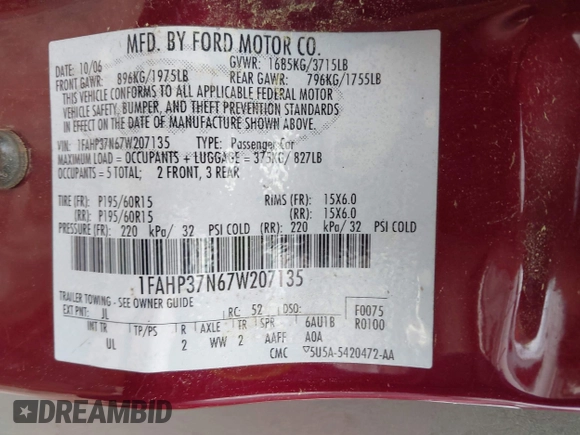 MFD. BY FORD MOTOR CO.
DATE: 10/06 GVWR: 1685KG/3715LB
FRONT GAWR: 896KG/1975LB REAR GAWR: 796KG/1755LB
THIS VEHICLE CONFORMS TO ALL APPLICABLE FEDERAL MOTOR
VEHICLE SAFETY, BUMPER, AND THEFT PREVENTION STANDARDS
IN EFFECT ON THE DATE OF MANUFACTURE SHOWN ABOVE.
VIN: 1FAHP37N67W207135 TYPE: Passenger Car
MAXIMUM LOAD = OCCUPANTS + LUGGAGE = 375KG/ 827LB
OCCUPANTS = 5 TOTAL; 2 FRONT, 3 REAR
TIRE (FR): P195/60R15 RIMS (FR): 15X6.0
(RR): P195/60R15 (RR): 15X6.0
PRESSURE (FR): 220 kPa/ 32 PSI COLD (RR): 220 kPa/ 32 PSI COLD
1FAHP37N67W207135
TRAILER TOWING - SEE OWNER GUIDE
EXT PNT: JL RC: 52 DSO: F0075
INT TR TP/PS R AXLE TR SPR 6AU1B R0100
UL 2 WW 2 AAFF A0A
CMC 5U5A-5420472-AA
DREAMBID